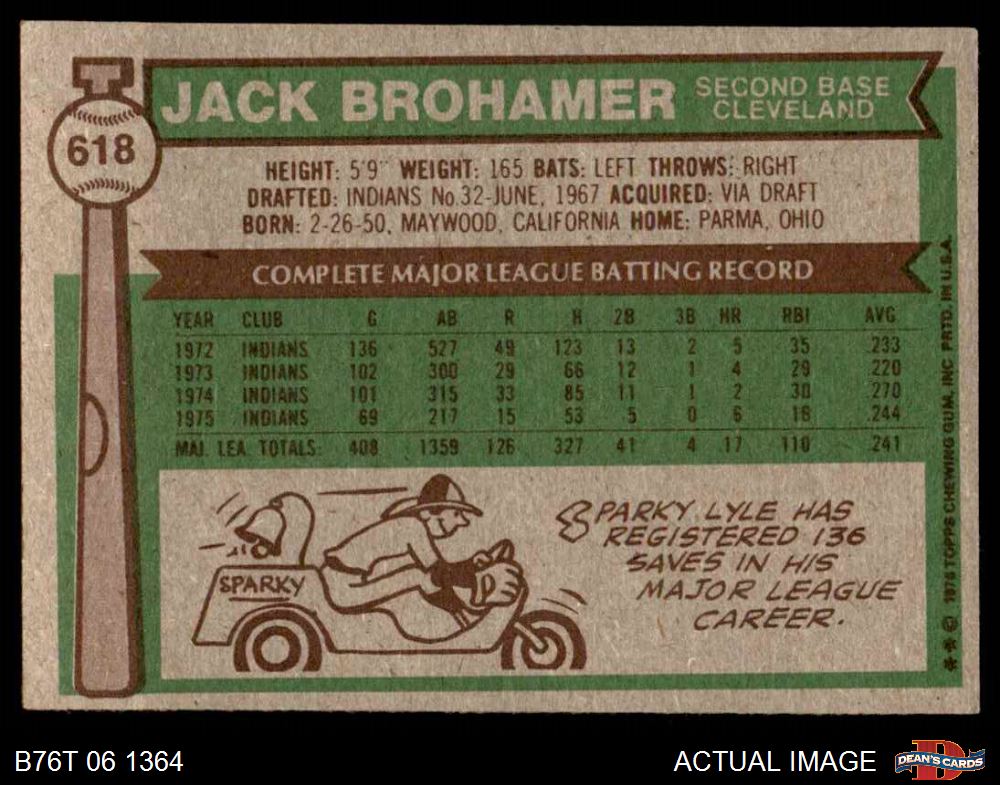 JACK BROHAMER
SECOND BASE
CLEVELAND
618
HEIGHT: 5'9" WEIGHT: 165 BATS: LEFT THROWS: RIGHT
DRAFTED: INDIANS No.32-JUNE, 1967 ACQUIRED: VIA DRAFT
BORN: 2-26-50, MAYWOOD, CALIFORNIA HOME: PARMA, OHIO
COMPLETE MAJOR LEAGUE BATTING RECORD
YEAR CLUB G AB R H 2B 3B HR RBI AVG
1972 INDIANS 136 527 49 123 13 2 5 35 .233
1973 INDIANS 102 300 29 66 12 1 4 29 .220
1974 INDIANS 101 315 33 85 11 1 2 30 .270
1975 INDIANS 69 217 15 53 5 0 6 16 .244
MAJ. LEA. TOTALS: 408 1359 126 327 41 4 17 110 .241
SPARKY
SPARKY LYLE HAS
REGISTERED 136
SAVES IN HIS
MAJOR LEAGUE
CAREER.
** © 1976 TOPPS CHEWING GUM, INC. PRTD. IN U.S.A.
B76T 06 1364
ACTUAL IMAGE
D
DEAN'S CARDS